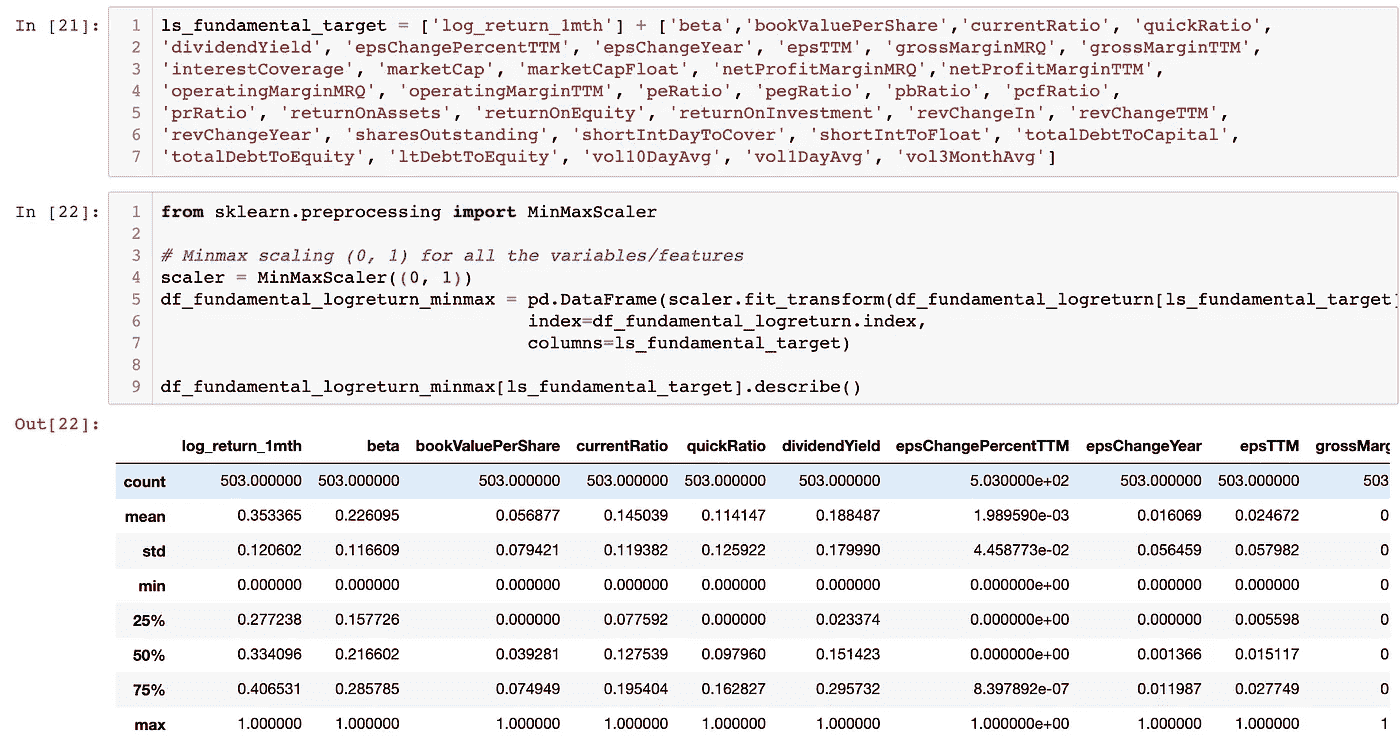 In [21]:
1 ls_fundamental_target = ['log_return_1mth'] + ['beta','bookValuePerShare','currentRatio', 'quickRatio',
2 'dividendYield', 'epsChangePercentTTM', 'epsChangeYear', 'epsTTM', 'grossMarginMRQ', 'grossMarginTTM',
3 'interestCoverage', 'marketCap', 'marketCapFloat', 'netProfitMarginMRQ','netProfitMarginTTM',
4 'operatingMarginMRQ', 'operatingMarginTTM', 'peRatio', 'pegRatio', 'pbRatio', 'pcfRatio',
5 'prRatio', 'returnOnAssets', 'returnOnEquity', 'returnOnInvestment', 'revChangeIn', 'revChangeTTM',
6 'revChangeYear', 'sharesOutstanding', 'shortIntDayToCover', 'shortIntToFloat', 'totalDebtToCapital',
7 'totalDebtToEquity', 'ltDebtToEquity', 'vol10DayAvg', 'vol1DayAvg', 'vol3MonthAvg']
In [22]:
1 from sklearn.preprocessing import MinMaxScaler
2
3 # Minmax scaling (0, 1) for all the variables/features
4 scaler = MinMaxScaler((0, 1))
5 df_fundamental_logreturn_minmax = pd.DataFrame(scaler.fit_transform(df_fundamental_logreturn[ls_fundamental_target]
6 index=df_fundamental_logreturn.index,
7 columns=ls_fundamental_target)
8
9 df_fundamental_logreturn_minmax[ls_fundamental_target].describe()
Out[22]:
log_return_1mth beta bookValuePerShare currentRatio quickRatio dividendYield epsChangePercentTTM epsChangeYear epsTTM grossMarg
count 503.000000 503.000000 503.000000 503.000000 503.000000 503.000000 5.030000e+02 503.000000 503.000000 503
mean 0.353365 0.226095 0.056877 0.145039 0.114147 0.188487 1.989590e-03 0.016069 0.024672 0
std 0.120602 0.116609 0.079421 0.119382 0.125922 0.179990 4.458773e-02 0.056459 0.057982 0
min 0.000000 0.000000 0.000000 0.000000 0.000000 0.000000 0.000000e+00 0.000000 0.000000 0
25% 0.277238 0.157726 0.000000 0.077592 0.000000 0.023374 0.000000e+00 0.000000 0.005598 0
50% 0.334096 0.216602 0.039281 0.127539 0.097960 0.151423 0.000000e+00 0.001366 0.015117 0
75% 0.406531 0.285785 0.074949 0.195404 0.162827 0.295732 8.397892e-07 0.011987 0.027749 0
max 1.000000 1.000000 1.000000 1.000000 1.000000 1.000000 1.000000e+00 1.000000 1.000000 1